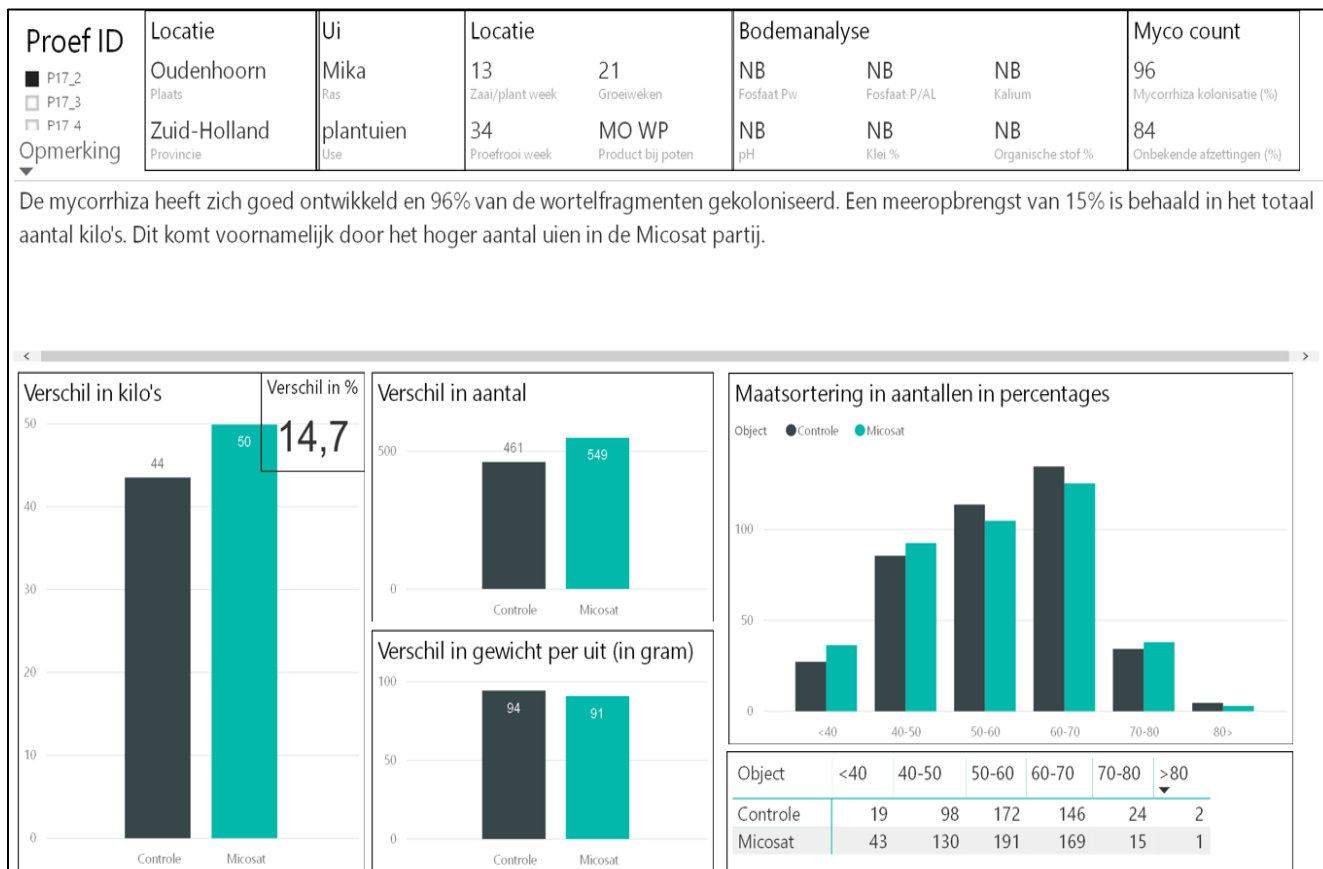 Proef ID
P17_2
P17_3
P17 4
Opmerking
Locatie
Oudenhoorn
Plaats
Zuid-Holland
Provincie
Ui
Mika
Ras
plantuien
Use
Locatie
13 21
Zaai/plant week Groeiweken
34 MO WP
Proefrooi week Product bij poten
Bodemanalyse
NB NB NB
Fosfaat Pw Fosfaat-P/AL Kalium
NB NB NB
pH Klei % Organische stof %
Myco count
96
Mycorrhiza kolonisatie (%)
84
Onbekende afzettingen (%)
De mycorrhiza heeft zich goed ontwikkeld en 96% van de wortelfragmenten gekoloniseerd. Een meeropbrengst van 15% is behaald in het totaal
aantal kilo's. Dit komt voornamelijk door het hoger aantal uien in de Micosat partij.
Verschil in kilo's
Verschil in %
14,7
50
40
30
20
10
0
44
50
Controle Micosat
Verschil in aantal
500
0
461
549
Controle Micosat
Verschil in gewicht per uit (in gram)
100
50
0
94
91
Controle Micosat
Maatsortering in aantallen in percentages
Object Controle Micosat
100
50
0
<40 40-50 50-60 60-70 70-80 80>
Object <40 40-50 50-60 60-70 70-80 >80
Controle 19 98 172 146 24 2
Micosat 43 130 191 169 15 1